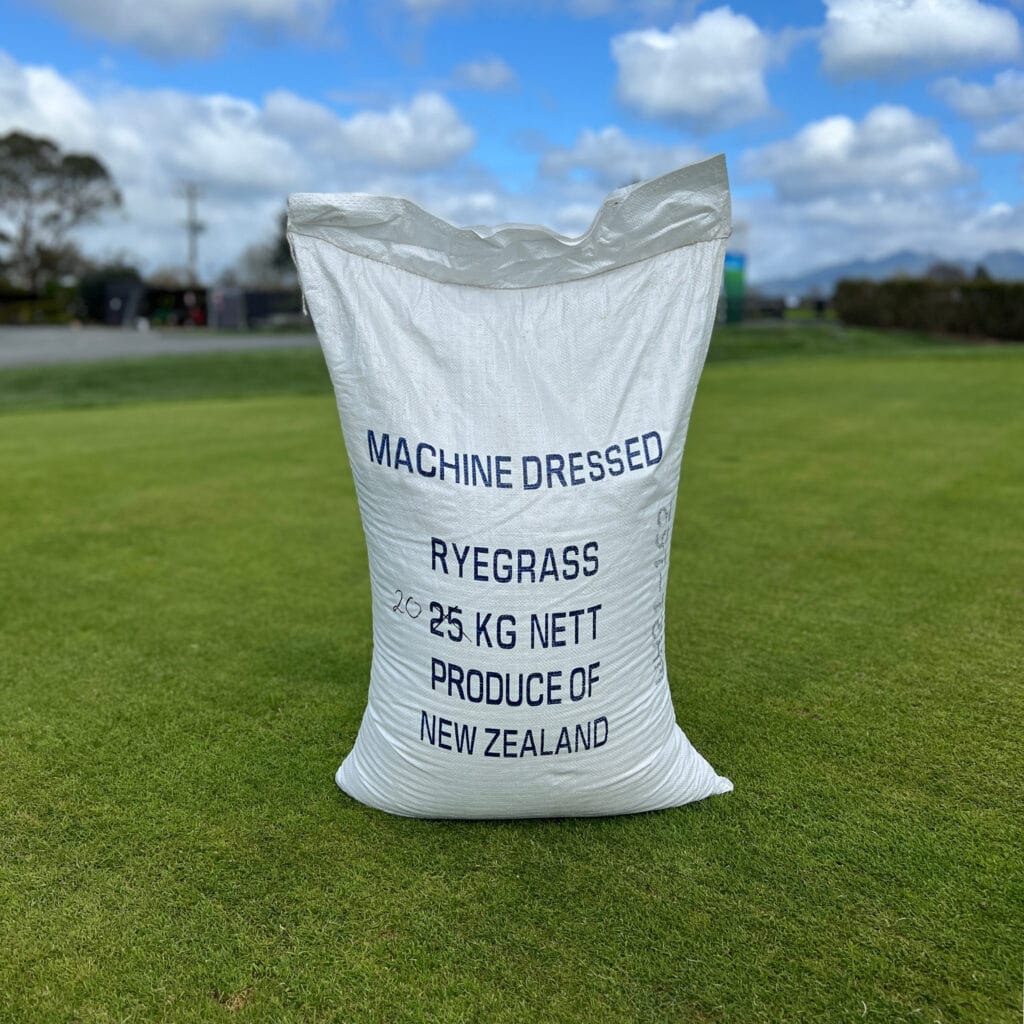 MACHINE DRESSED
RYEGRASS
20 25 KG NETT
PRODUCE OF
NEW ZEALAND